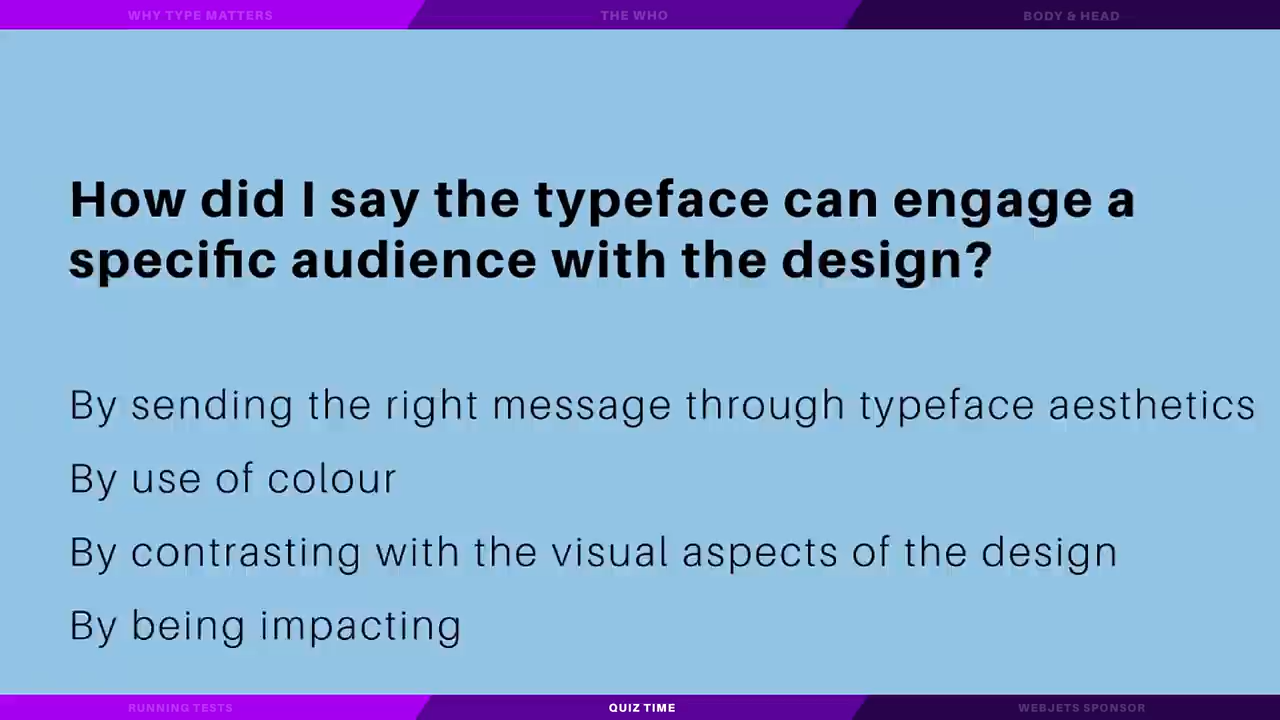 WHY TYPE MATTERS
THE WHO
BODY & HEAD
How did I say the typeface can engage a
specific audience with the design?
By sending the right message through typeface aesthetics
By use of colour
By contrasting with the visual aspects of the design
By being impacting
RUNNING TESTS
QUIZ TIME
WEBJETS SPONSOR